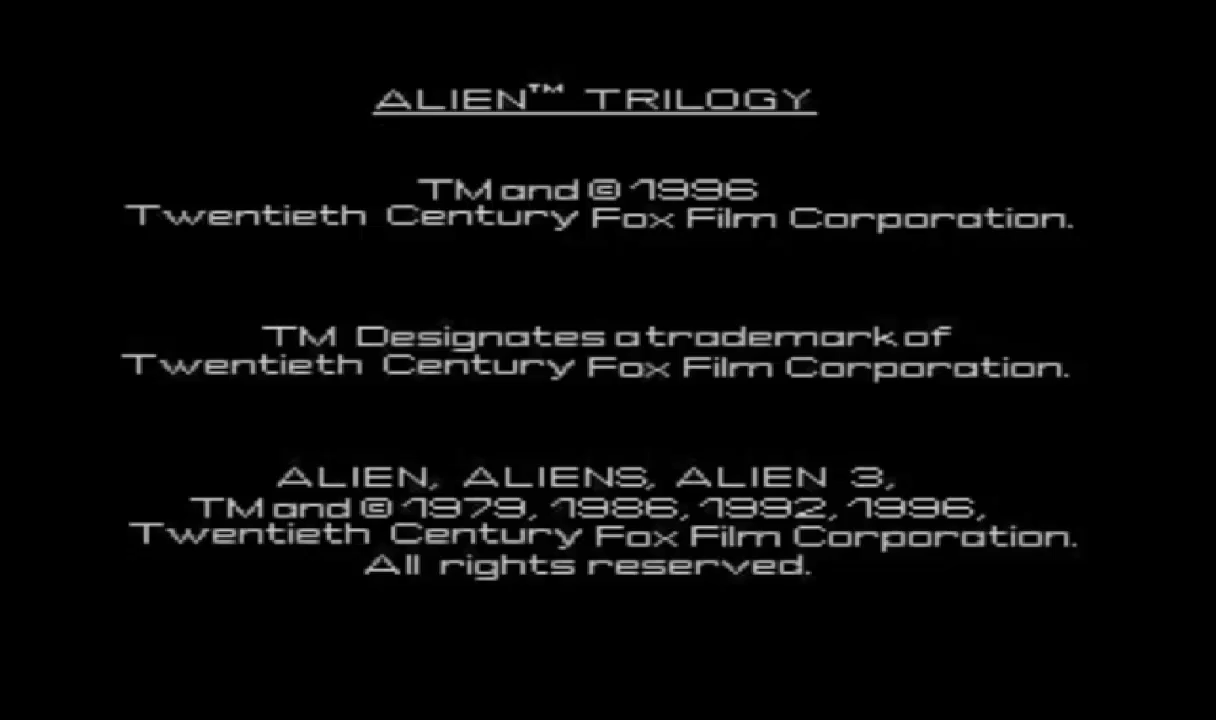 ALIEN™ TRILOGY
TM and © 1996
Twentieth Century Fox Film Corporation.
TM Designates a trademark of
Twentieth Century Fox Film Corporation.
ALIEN, ALIENS, ALIEN 3,
TM and © 1979, 1986, 1992, 1996,
Twentieth Century Fox Film Corporation.
All rights reserved.